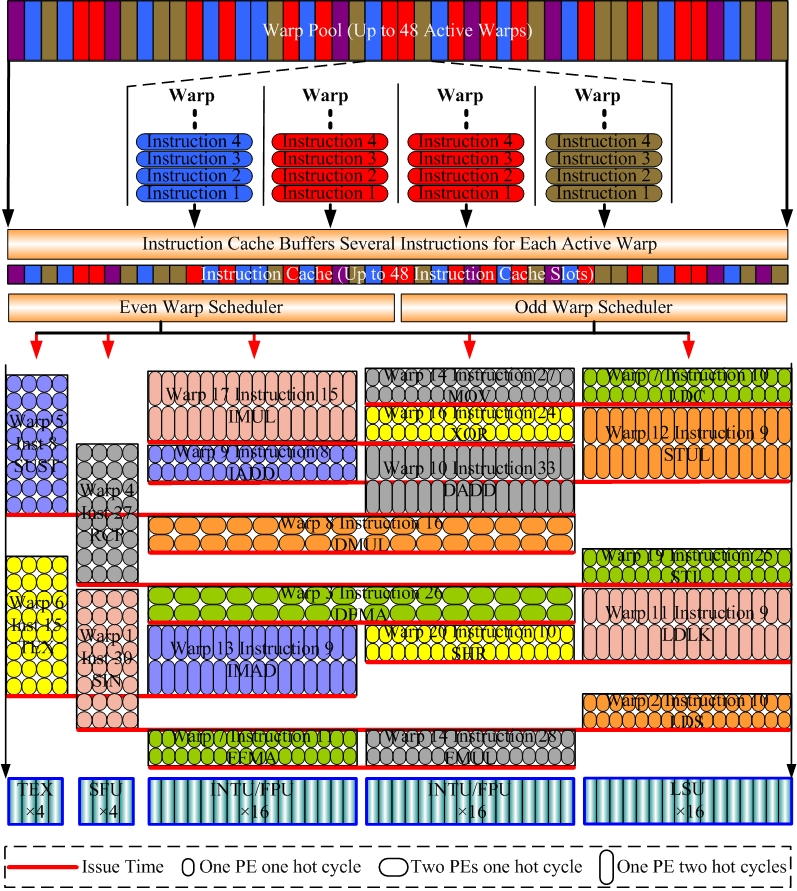 Warp Pool (Up to 48 Active Warps)
Warp
Warp
Warp
Warp
Instruction 4
Instruction 3
Instruction 2
Instruction 1
Instruction 4
Instruction 3
Instruction 2
Instruction 1
Instruction 4
Instruction 3
Instruction 2
Instruction 1
Instruction 4
Instruction 3
Instruction 2
Instruction 1
Instruction Cache Buffers Several Instructions for Each Active Warp
Instruction Cache (Up to 48 Instruction Cache Slots)
Even Warp Scheduler
Odd Warp Scheduler
Warp 5
Inst 8
SUST
Warp 6
Inst 15
TEX
Warp 4
Inst 27
RCP
Warp 1
Inst 30
SIN
Warp 17 Instruction 15
IMUL
Warp 9 Instruction 8
IADD
Warp 14 Instruction 27
MOV
Warp 16 Instruction 24
XOR
Warp 10 Instruction 33
DADD
Warp 7 Instruction 10
LDC
Warp 12 Instruction 9
STUL
Warp 8 Instruction 16
DMUL
Warp 19 Instruction 25
STL
Warp 3 Instruction 26
DFMA
Warp 13 Instruction 9
IMAD
Warp 20 Instruction 10
SHR
Warp 11 Instruction 9
LDLK
Warp 2 Instruction 10
LDS
Warp 7 Instruction 11
FFMA
Warp 14 Instruction 28
FMUL
TEX
×4
SFU
×4
INTU/FPU
×16
INTU/FPU
×16
LSU
×16
Issue Time
One PE one hot cycle
Two PEs one hot cycle
One PE two hot cycles